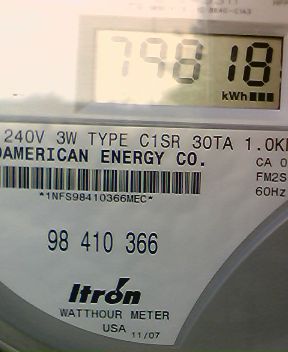 79818
kWh
240V 3W TYPE C1SR 30TA 1.0K
AMERICAN ENERGY CO.
CA 0
FM2S
60Hz
*1NFS98410366MEC*
98 410 366
Itron
WATTHOUR METER
USA 11/07